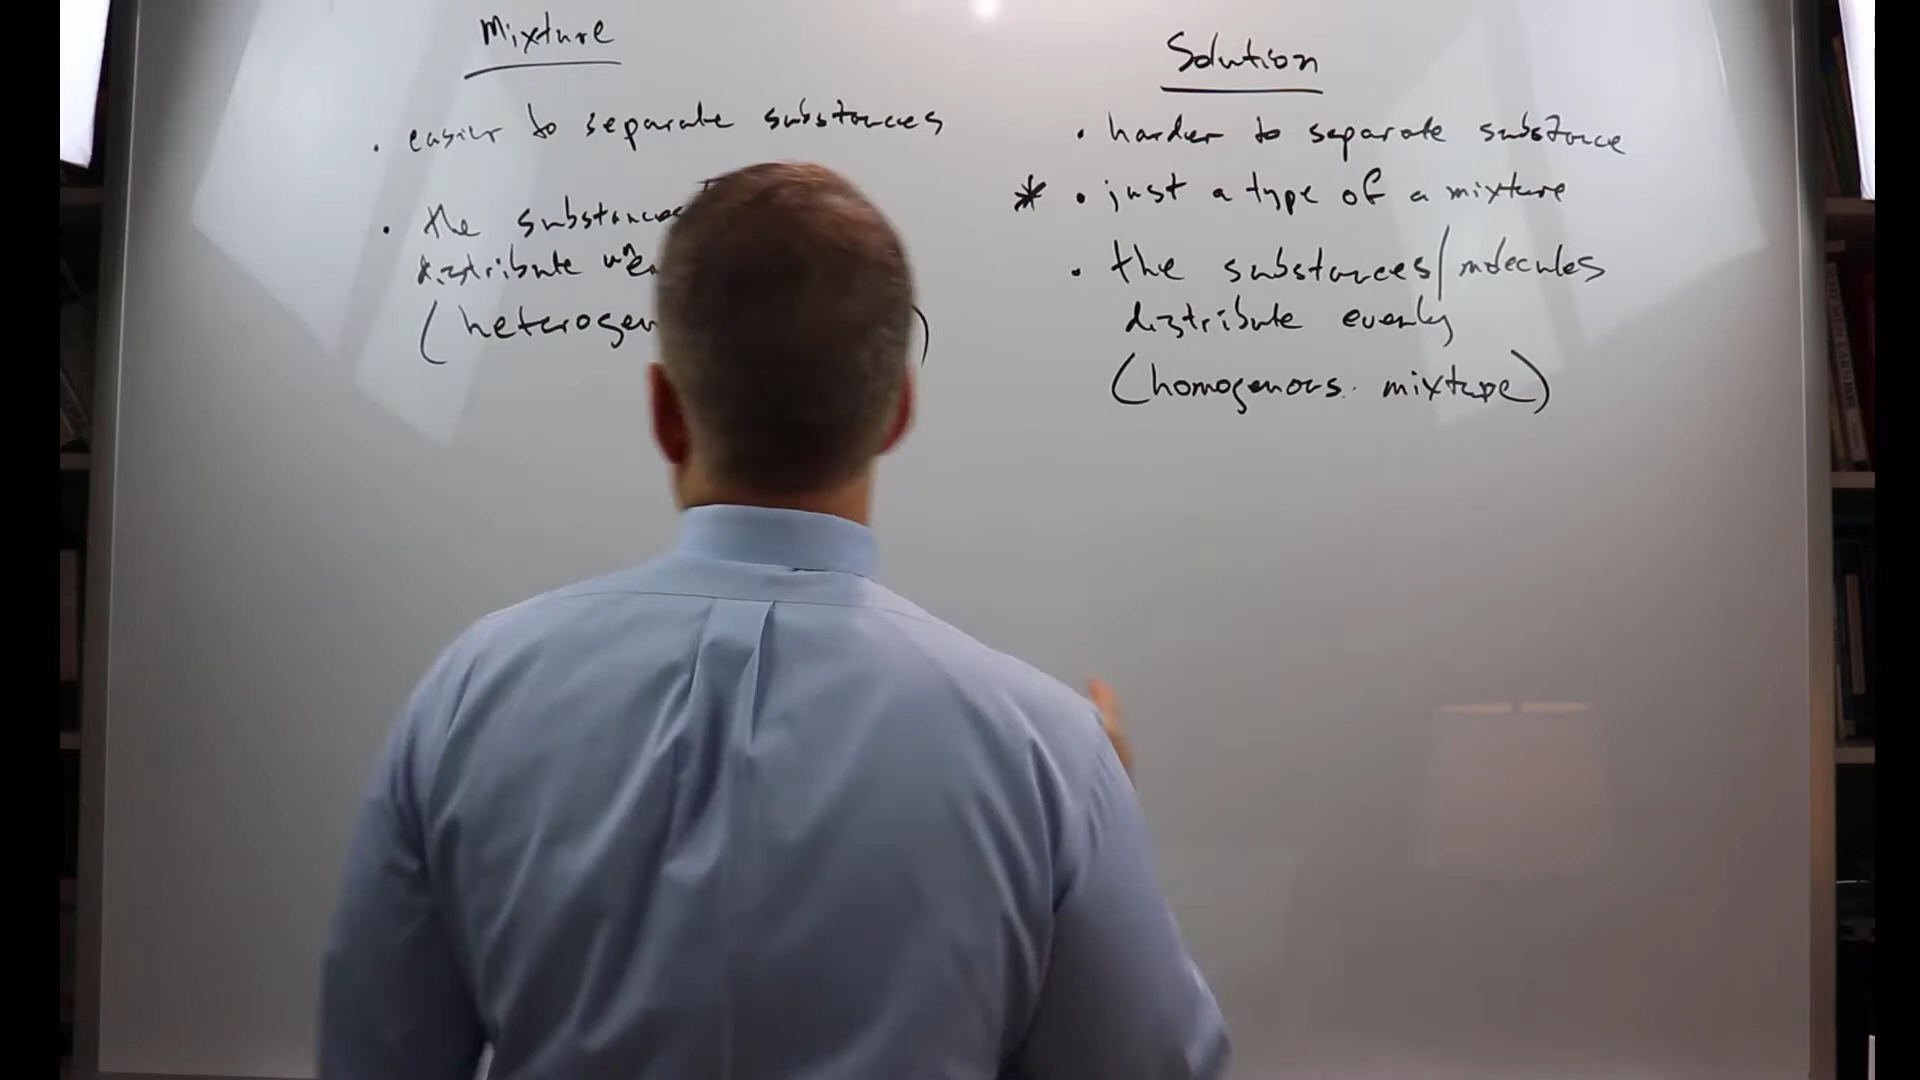 Mixture
• easier to separate substances
• the substances
distribute
(heterogen )
Solution
• harder to separate substance
* • just a type of a mixture
• the substances/molecules
distribute evenly
(homogenous mixture)